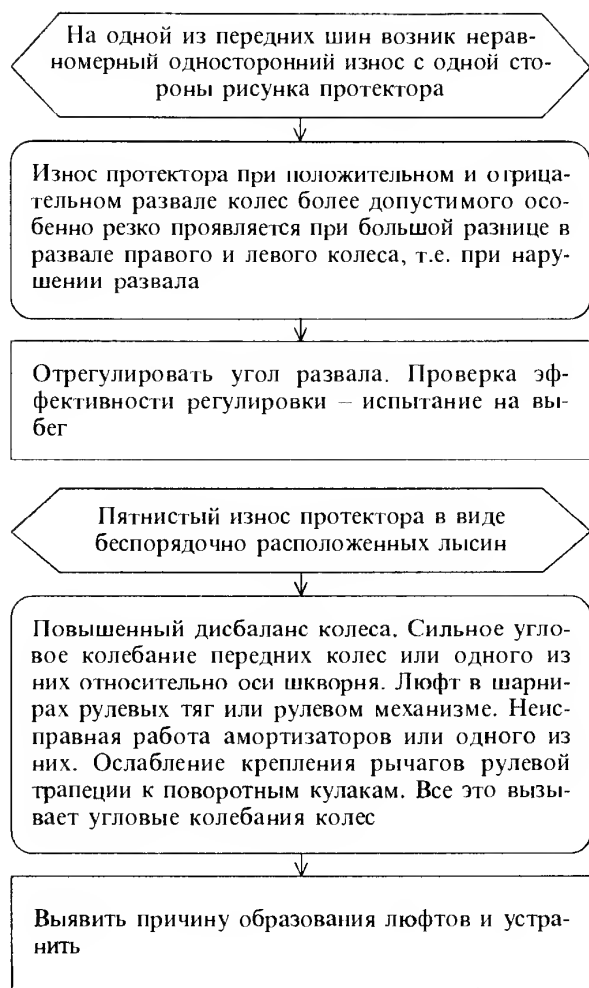 На одной из передних шин возник нерав-
номерный односторонний износ с одной сто-
роны рисунка протектора
Износ протектора при положительном и отрица-
тельном развале колес более допустимого осо-
бенно резко проявляется при большой разнице в
развале правого и левого колеса, т.е. при нару-
шении развала
Отрегулировать угол развала. Проверка эф-
фективности регулировки – испытание на вы-
бег
Пятнистый износ протектора в виде
беспорядочно расположенных лысин
Повышенный дисбаланс колеса. Сильное угло-
вое колебание передних колес или одного из
них относительно оси шкворня. Люфт в шарни-
рах рулевых тяг или рулевом механизме. Неис-
правная работа амортизаторов или одного из
них. Ослабление крепления рычагов рулевой
трапеции к поворотным кулакам. Все это вызы-
вает угловые колебания колес
Выявить причину образования люфтов и устра-
нить